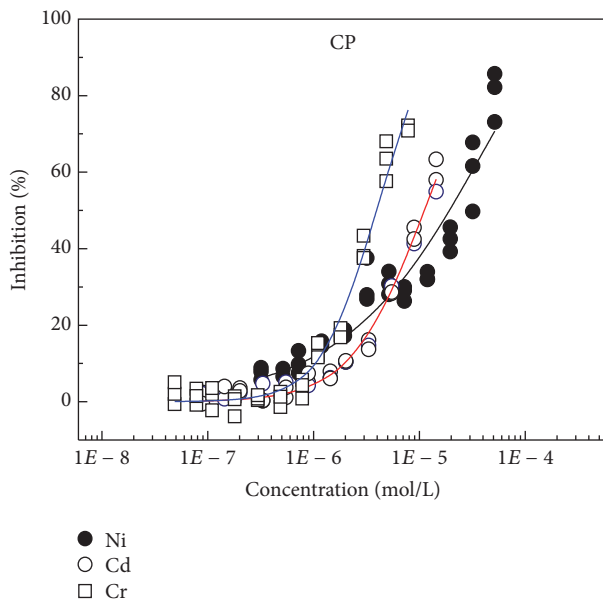 CP
100
80
60
40
20
0
Inhibition (%)
1E − 8
1E − 7
1E − 6
1E − 5
1E − 4
Concentration (mol/L)
Ni
Cd
Cr